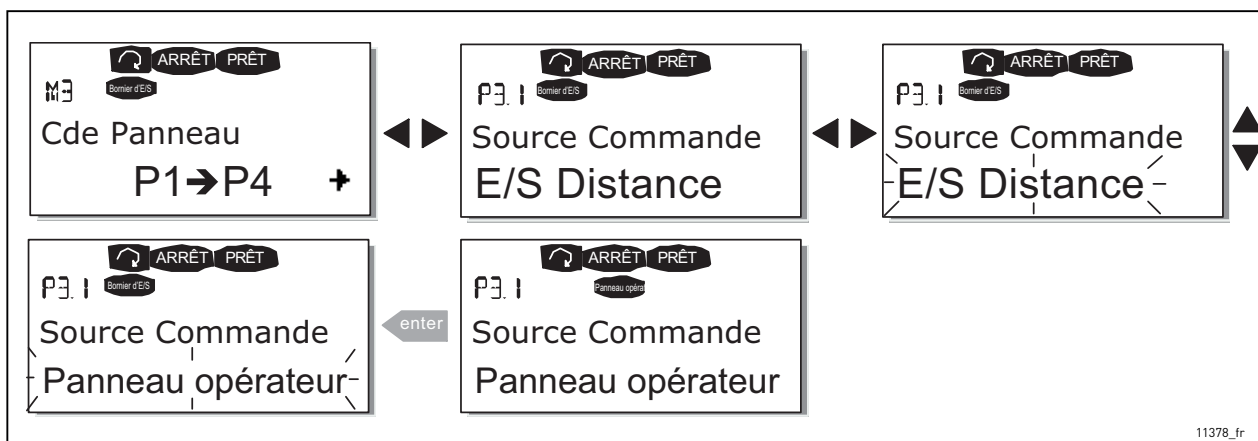 ARRÊT PRÊT
M3 Bornier d'E/S
Cde Panneau
P1➔P4
ARRÊT PRÊT
P3.1 Bornier d'E/S
Source Commande
E/S Distance
ARRÊT PRÊT
P3.1 Bornier d'E/S
Source Commande
E/S Distance
ARRÊT PRÊT
P3.1 Bornier d'E/S
Source Commande
Panneau opérateur
enter
ARRÊT PRÊT
P3.1 Panneau opérat
Source Commande
Panneau opérateur
11378_fr